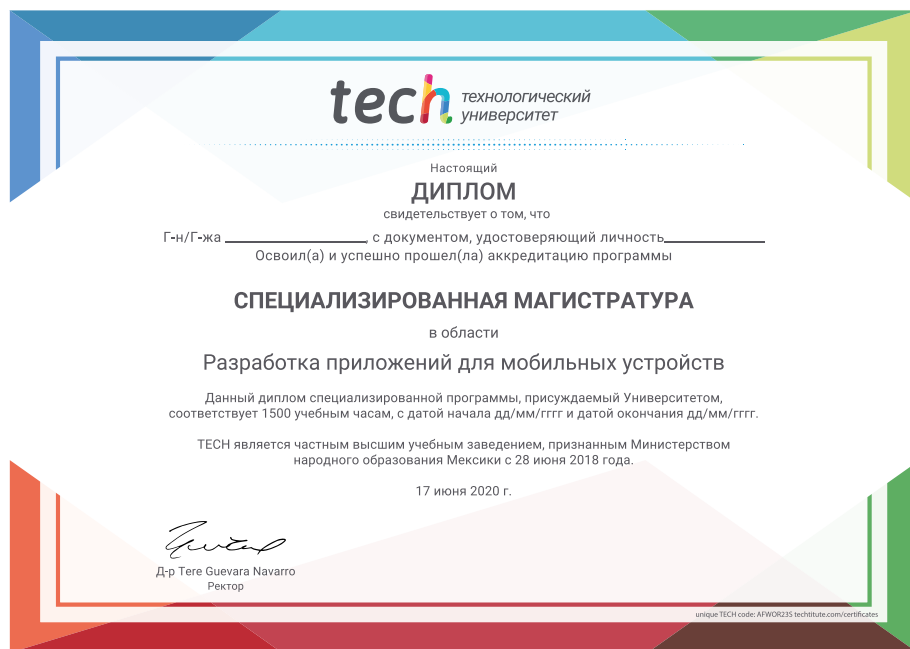 tech технологический
университет
Настоящий
ДИПЛОМ
свидетельствует о том, что
Г-н/Г-жа , с документом, удостоверяющий личность
Освоил(а) и успешно прошел(ла) аккредитацию программы
СПЕЦИАЛИЗИРОВАННАЯ МАГИСТРАТУРА
в области
Разработка приложений для мобильных устройств
Данный диплом специализированной программы, присуждаемый Университетом,
соответствует 1500 учебным часам, с датой начала дд/мм/гггг и датой окончания дд/мм/гггг.
TECH является частным высшим учебным заведением, признанным Министерством
народного образования Мексики с 28 июня 2018 года.
17 июня 2020 г.
Д-р Tere Guevara Navarro
Ректор
unique TECH code: AFWOR23S techtitute.com/certificates